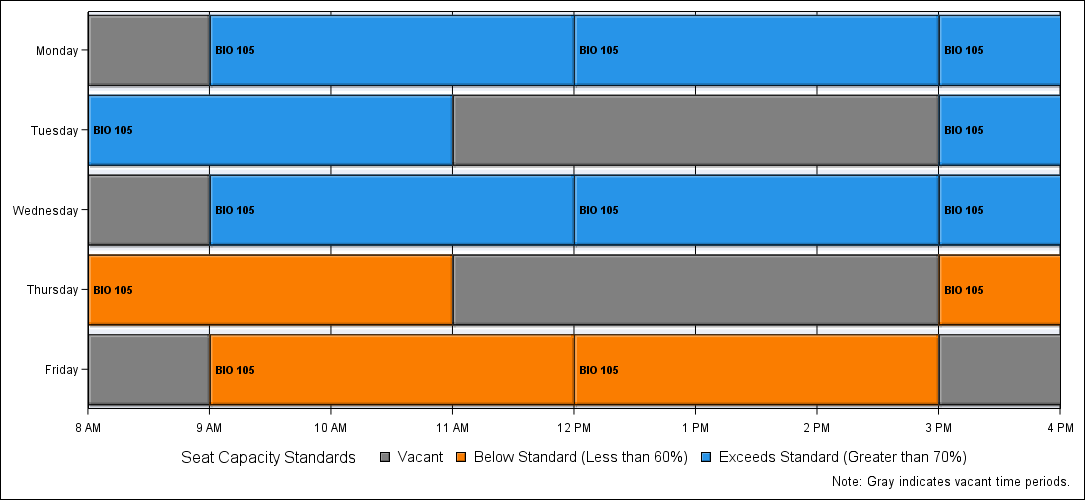 Monday
BIO 105 BIO 105 BIO 105
Tuesday
BIO 105 BIO 105
Wednesday
BIO 105 BIO 105 BIO 105
Thursday
BIO 105 BIO 105
Friday
BIO 105 BIO 105
8 AM 9 AM 10 AM 11 AM 12 PM 1 PM 2 PM 3 PM 4 PM
Seat Capacity Standards Vacant Below Standard (Less than 60%) Exceeds Standard (Greater than 70%)
Note: Gray indicates vacant time periods.